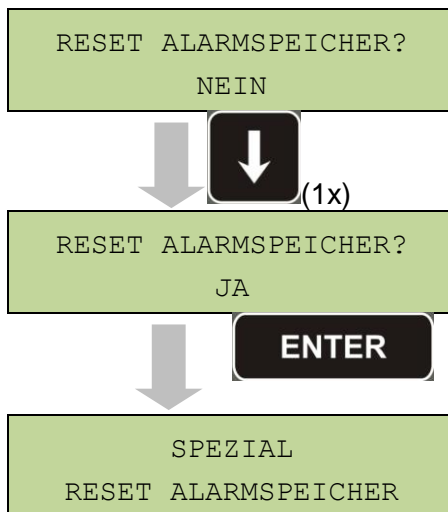 RESET ALARMSPEICHER?
NEIN
(1x)
RESET ALARMSPEICHER?
JA
ENTER
SPEZIAL
RESET ALARMSPEICHER